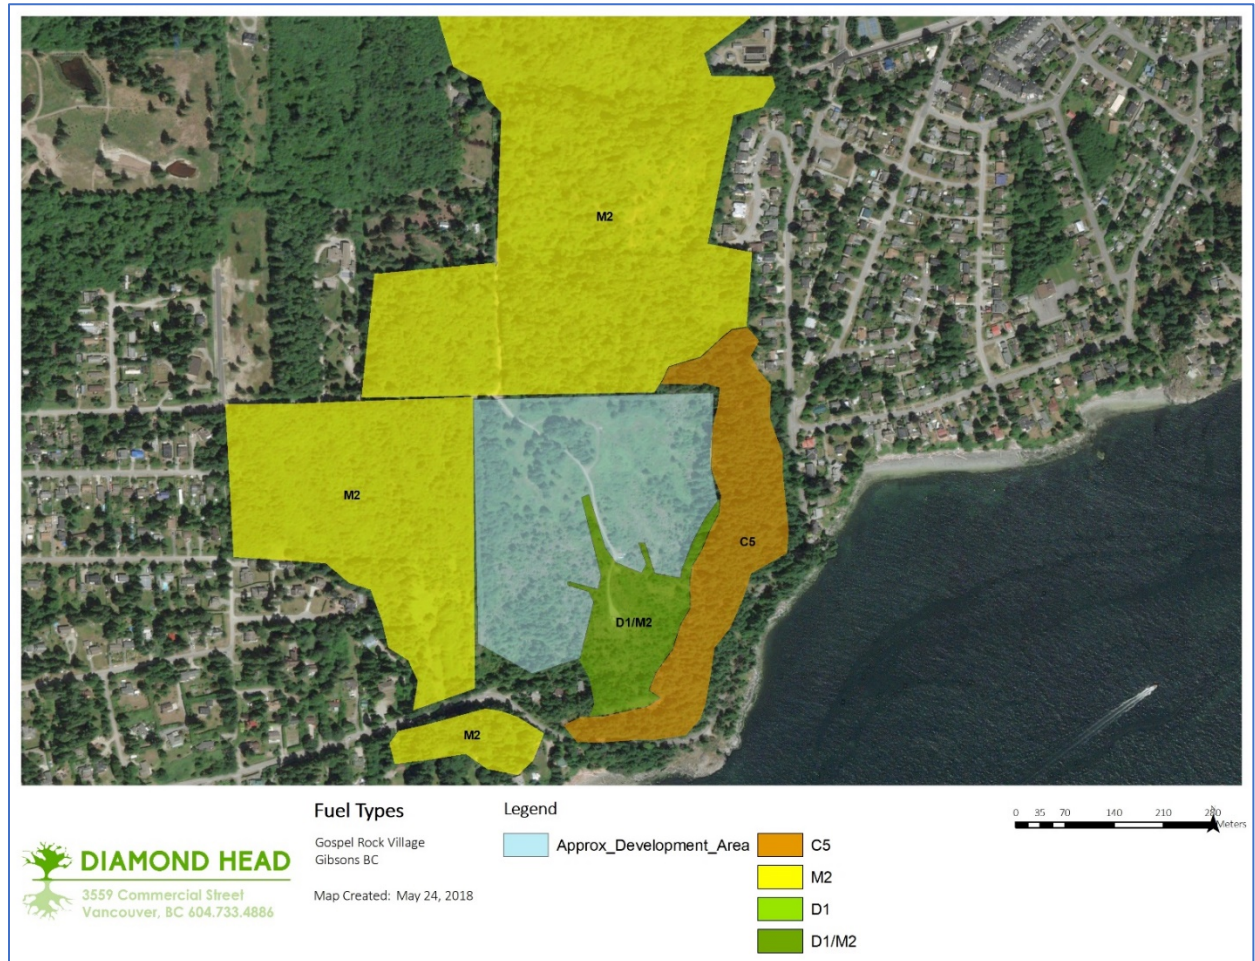 M2
M2
C5
D1/M2
M2
Fuel Types
Gospel Rock Village
Gibsons BC
Map Created: May 24, 2018
Legend
Approx_Development_Area
C5
M2
D1
D1/M2
0 35 70 140 210 280
Meters
DIAMOND HEAD
3559 Commercial Street
Vancouver, BC 604.733.4886